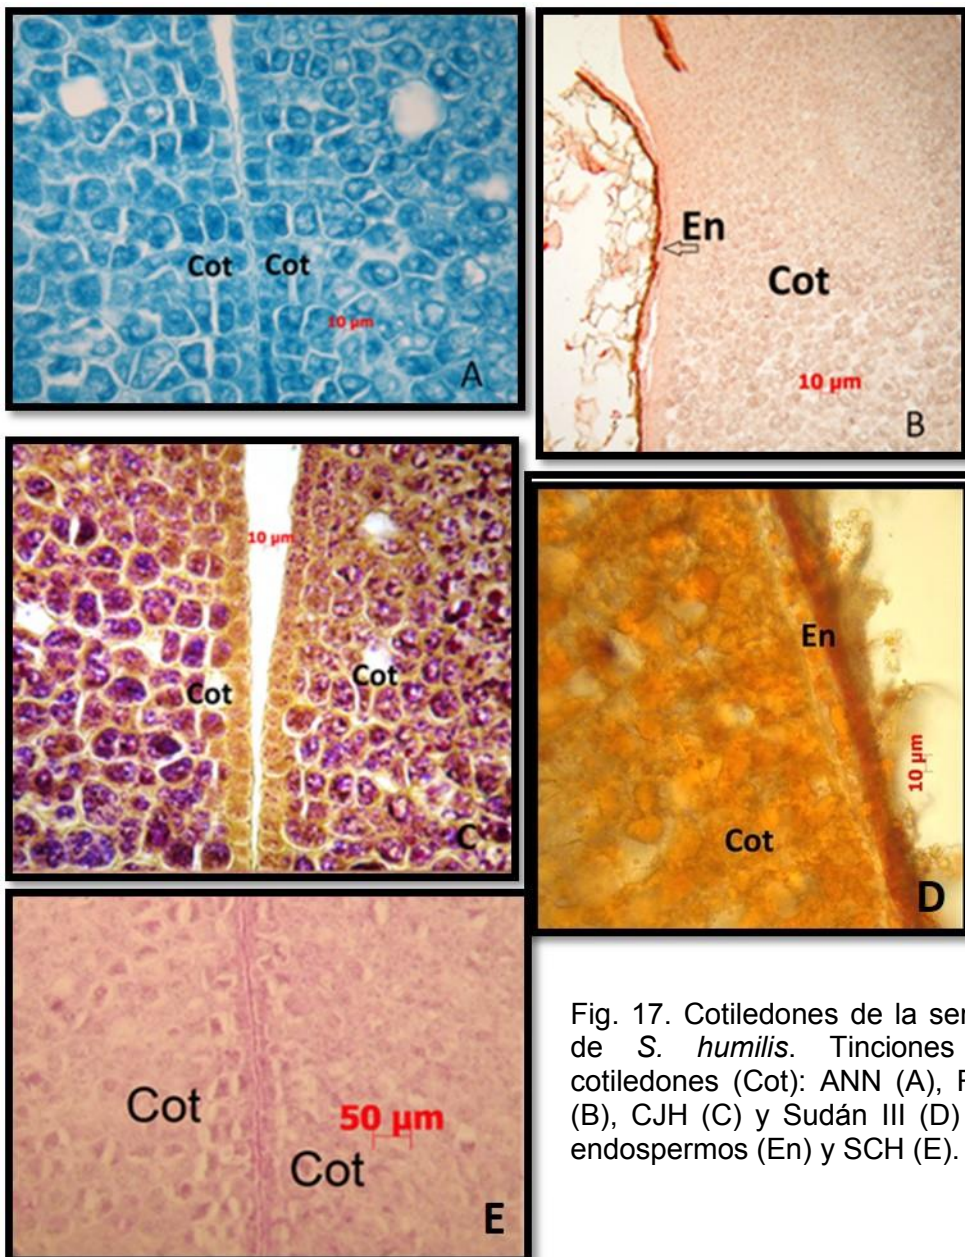 Cot Cot
10 µm
A
En
Cot
10 µm
B
10 µm
Cot
Cot
C
En
10 µm
Cot
D
Cot
50 µm
Cot
E
Fig. 17. Cotiledones de la
de S. humilis. Tinciones
cotiledones (Cot): ANN (A),
(B), CJH (C) y Sudán III (D)
endospermos (En) y SCH (E).